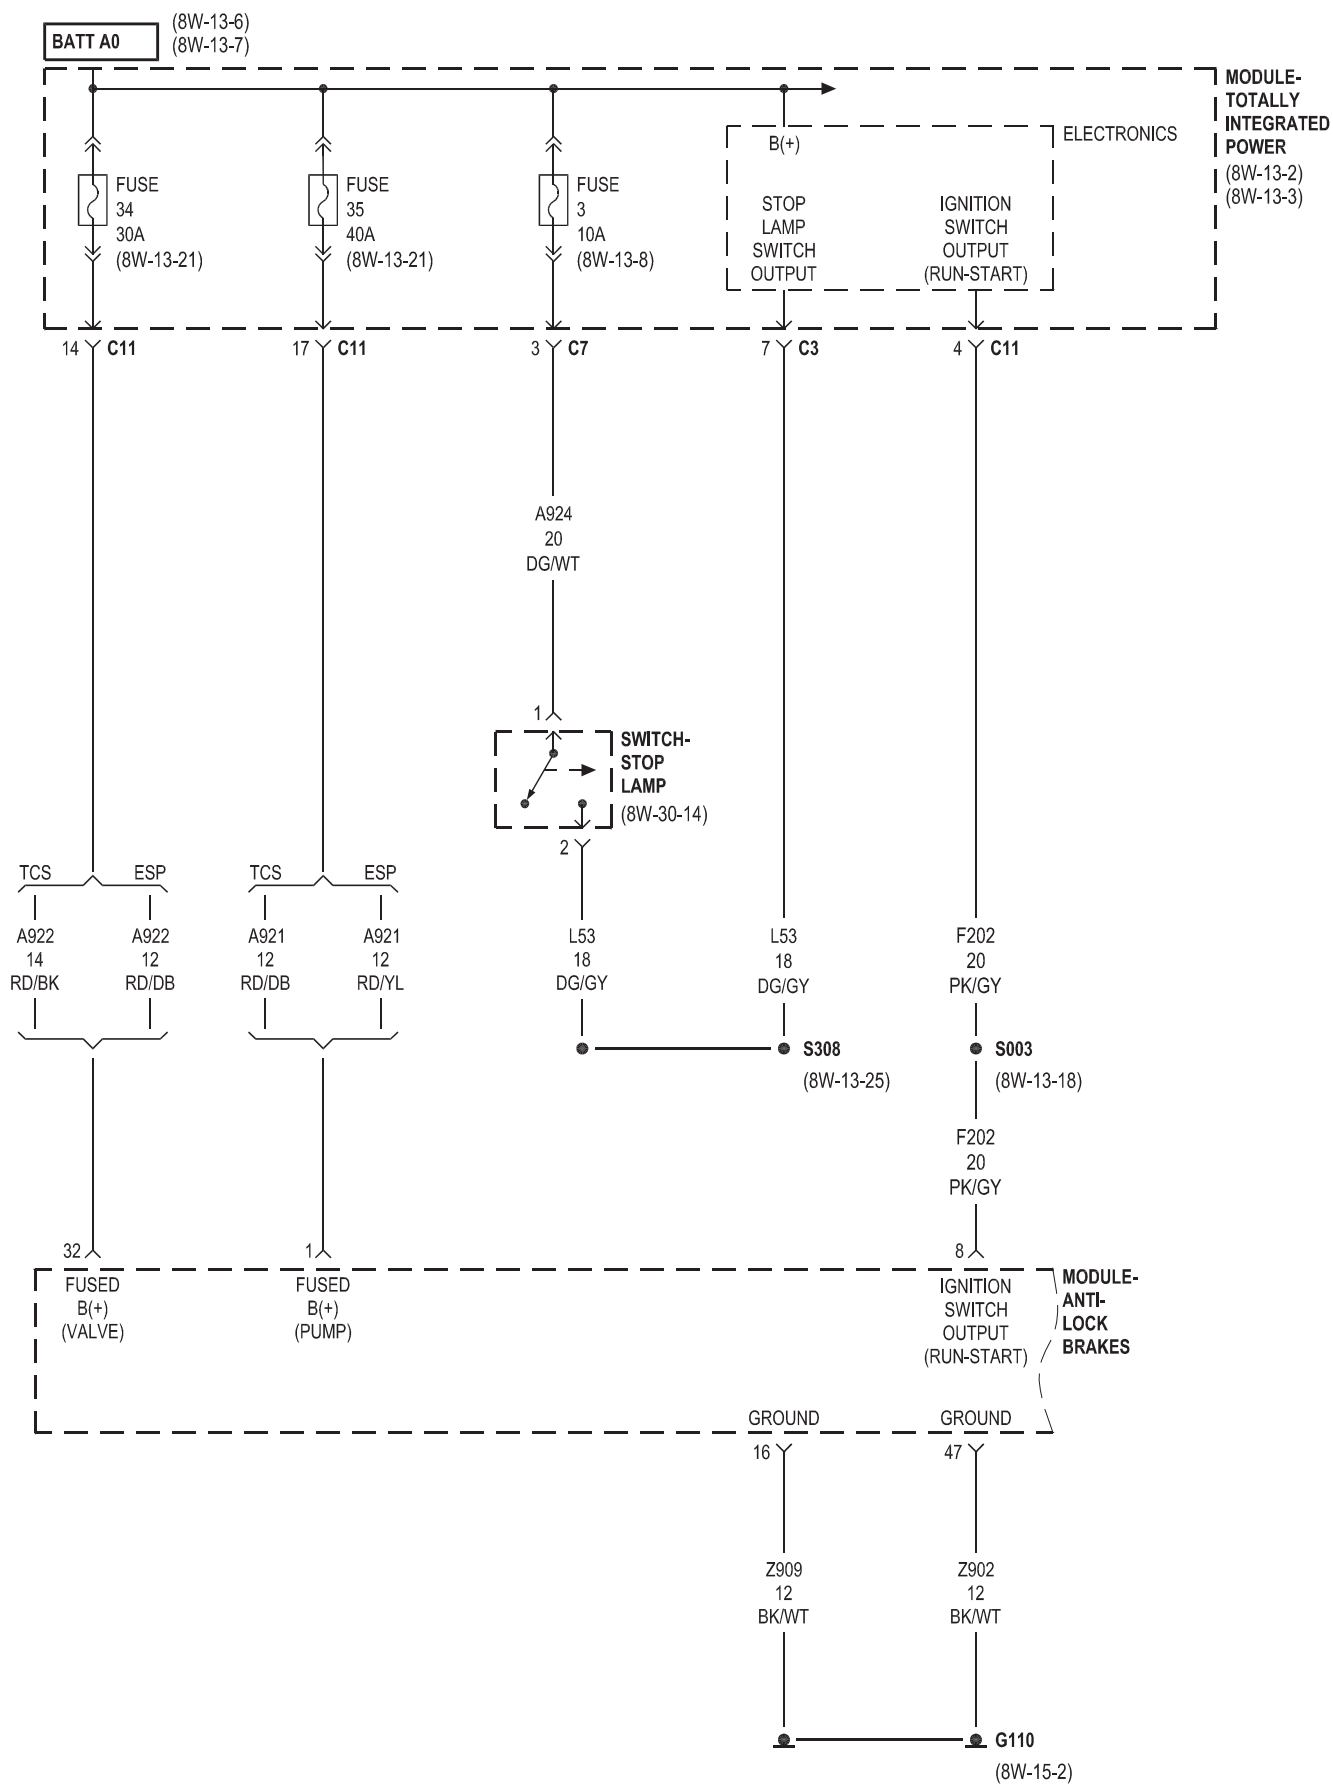 BATT A0
(8W-13-6)
(8W-13-7)
MODULE-
TOTALLY
INTEGRATED
POWER
(8W-13-2)
(8W-13-3)
ELECTRONICS
B(+)
FUSE
34
30A
(8W-13-21)
FUSE
35
40A
(8W-13-21)
FUSE
3
10A
(8W-13-8)
STOP
LAMP
SWITCH
OUTPUT
IGNITION
SWITCH
OUTPUT
(RUN-START)
14 C11
17 C11
3 C7
7 C3
4 C11
A924
20
DG/WT
1
SWITCH-
STOP
LAMP
(8W-30-14)
2
TCS
ESP
TCS
ESP
A922
14
RD/BK
A922
12
RD/DB
A921
12
RD/DB
A921
12
RD/YL
L53
18
DG/GY
L53
18
DG/GY
F202
20
PK/GY
S308
(8W-13-25)
S003
(8W-13-18)
F202
20
PK/GY
32
1
8
FUSED
B(+)
(VALVE)
FUSED
B(+)
(PUMP)
IGNITION
SWITCH
OUTPUT
(RUN-START)
MODULE-
ANTI-
LOCK
BRAKES
GROUND
GROUND
16
47
Z909
12
BK/WT
Z902
12
BK/WT
G110
(8W-15-2)